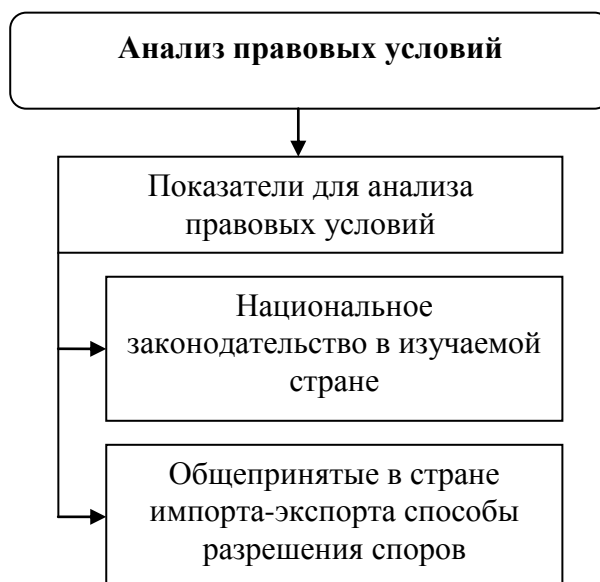 Анализ правовых условий
Показатели для анализа
правовых условий
Национальное
законодательство в изучаемой
стране
Общепринятые в стране
импорта-экспорта способы
разрешения споров